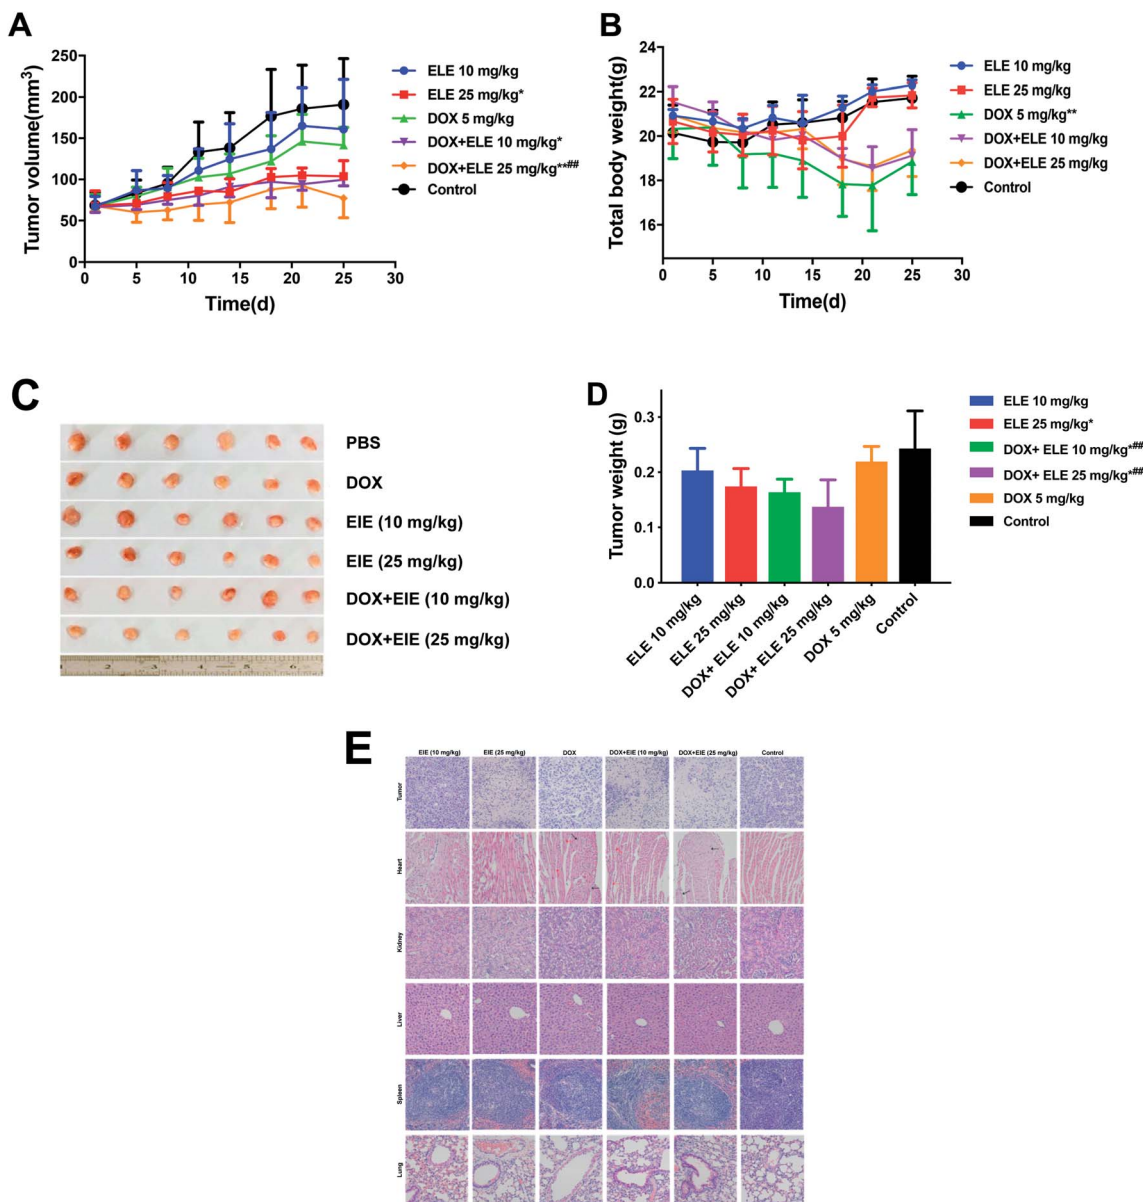 A
Tumor volume(mm3)
250
200
150
100
50
0
0 5 10 15 20 25 30
Time(d)
ELE 10 mg/kg
ELE 25 mg/kg*
DOX 5 mg/kg
DOX+ELE 10 mg/kg*
DOX+ELE 25 mg/kg**##
Control
B
Total body weight(g)
24
22
20
18
16
0 5 10 15 20 25 30
Time(d)
ELE 10 mg/kg
ELE 25 mg/kg
DOX 5 mg/kg**
DOX+ELE 10 mg/kg
DOX+ELE 25 mg/kg
Control
C
PBS
DOX
EIE (10 mg/kg)
EIE (25 mg/kg)
DOX+EIE (10 mg/kg)
DOX+EIE (25 mg/kg)
2 3 4 5 6
D
Tumor weight (g)
0.3
0.2
0.1
0.0
ELE 10 mg/kg
ELE 25 mg/kg
DOX+ ELE 10 mg/kg
DOX+ ELE 25 mg/kg
DOX 5 mg/kg
Control
ELE 10 mg/kg
ELE 25 mg/kg*
DOX+ ELE 10 mg/kg*##
DOX+ ELE 25 mg/kg*##
DOX 5 mg/kg
Control
E
EIE (10 mg/kg) EIE (25 mg/kg) DOX DOX+EIE (10 mg/kg) DOX+EIE (25 mg/kg) Control
Tumor
Heart
Kidney
Liver
Spleen
Lung